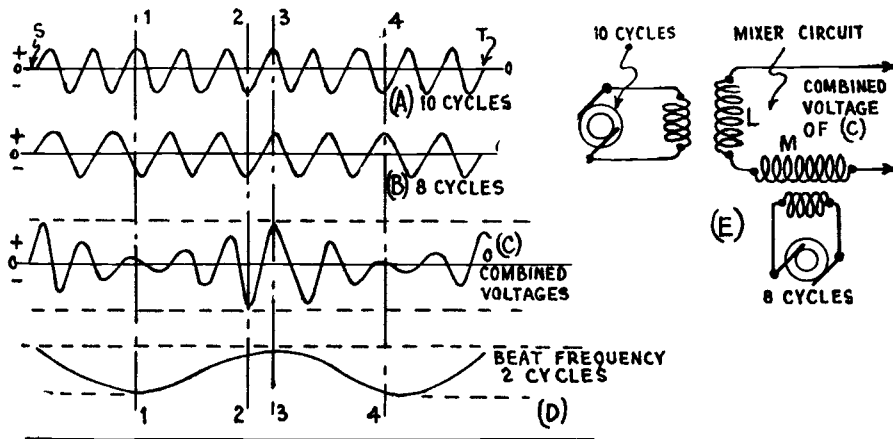 1 2 3 4
S T
+
0 0
-
(A) 10 CYCLES
+
0
-
(B) 8 CYCLES
+
0 0 (C)
-
COMBINED
VOLTAGES
BEAT FREQUENCY
2 CYCLES
1 2 3 4 (D)
10 CYCLES MIXER CIRCUIT
COMBINED
VOLTAGE
OF (C)
L
M
(E)
8 CYCLES